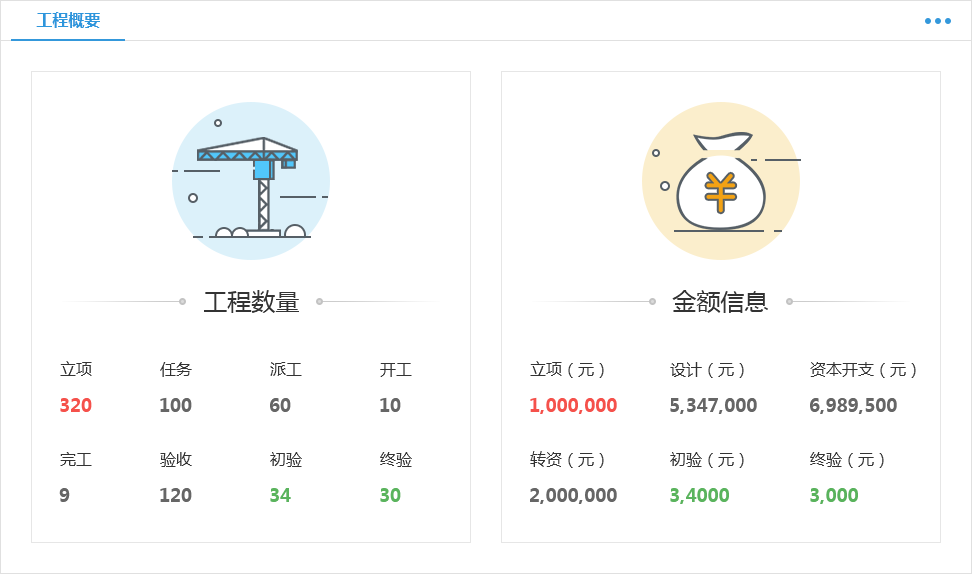 工程概要
工程数量
立项 任务 派工 开工
320 100 60 10
完工 验收 初验 终验
9 120 34 30
¥
金额信息
立项（元） 设计（元） 资本开支（元）
1,000,000 5,347,000 6,989,500
转资（元） 初验（元） 终验（元）
2,000,000 3,4000 3,000